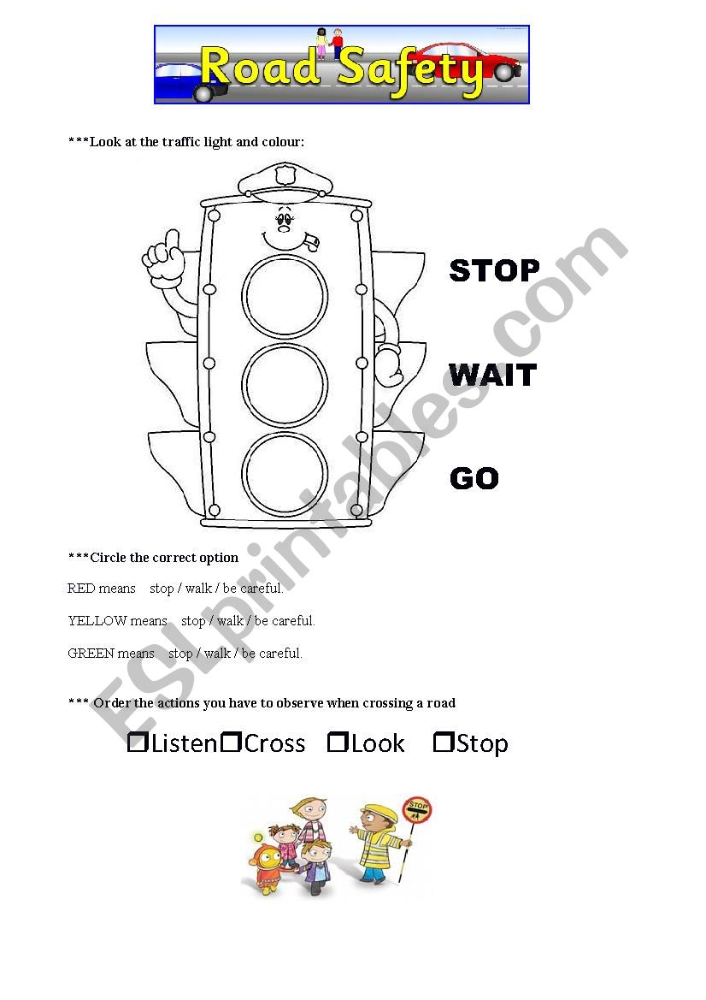 Road Safety
***Look at the traffic light and colour:
STOP
WAIT
GO
***Circle the correct option
RED means stop / walk / be careful.
YELLOW means stop / walk / be careful.
GREEN means stop / walk / be careful.
*** Order the actions you have to observe when crossing a road
❒Listen❒Cross ❒Look ❒Stop
STOP
ESLprintables.com